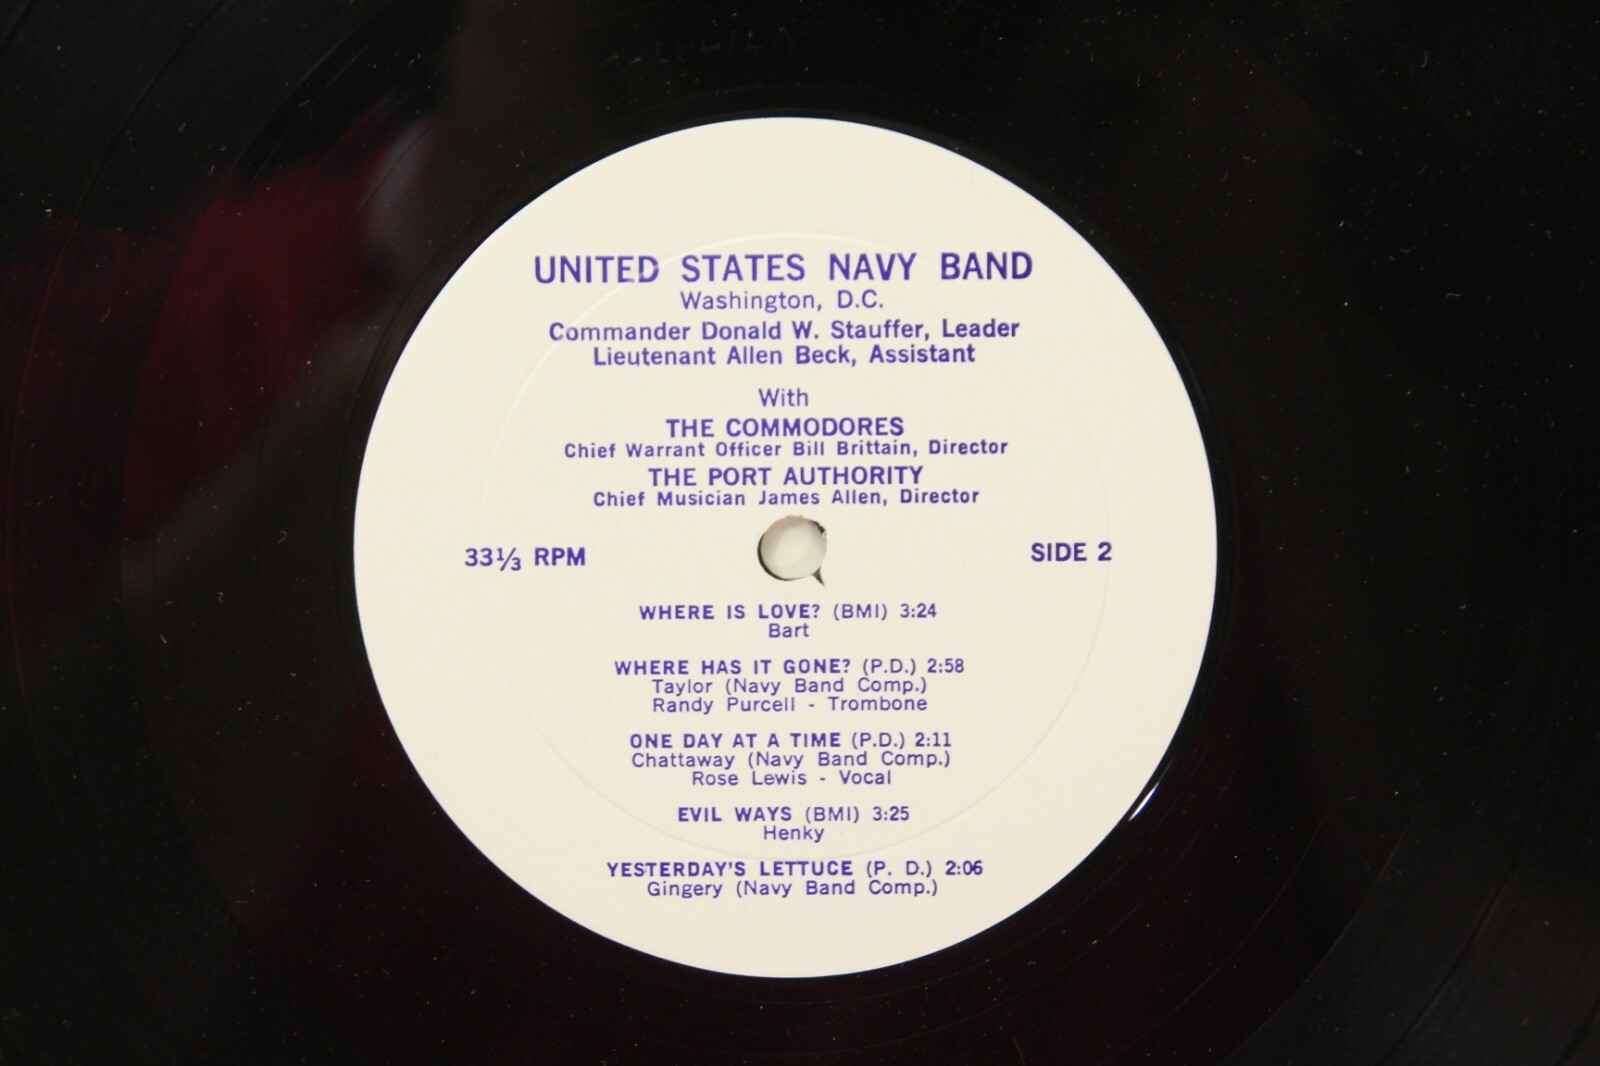 UNITED STATES NAVY BAND
Washington, D.C.
Commander Donald W. Stauffer, Leader
Lieutenant Allen Beck, Assistant
With
THE COMMODORES
Chief Warrant Officer Bill Brittain, Director
THE PORT AUTHORITY
Chief Musician James Allen, Director
33⅓ RPM
SIDE 2
WHERE IS LOVE? (BMI) 3:24
Bart
WHERE HAS IT GONE? (P.D.) 2:58
Taylor (Navy Band Comp.)
Randy Purcell - Trombone
ONE DAY AT A TIME (P.D.) 2:11
Chattaway (Navy Band Comp.)
Rose Lewis - Vocal
EVIL WAYS (BMI) 3:25
Henky
YESTERDAY'S LETTUCE (P. D.) 2:06
Gingery (Navy Band Comp.)